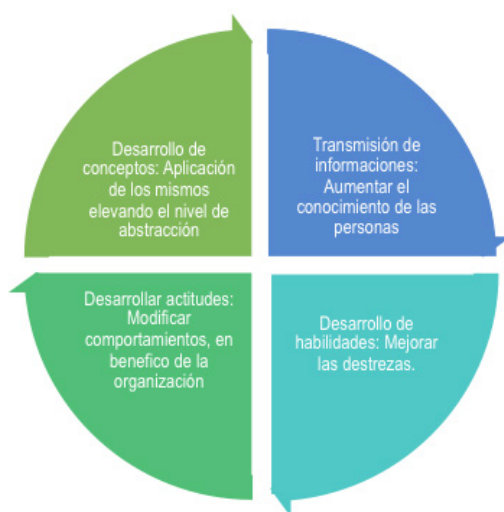 Desarrollo de
conceptos: Aplicación
de los mismos
elevando el nivel de
abstracción
Transmisión de
informaciones:
Aumentar el
conocimiento de las
personas
Desarrollar actitudes:
Modificar
comportamientos, en
benefico de la
organización
Desarrollo de
habilidades: Mejorar
las destrezas.